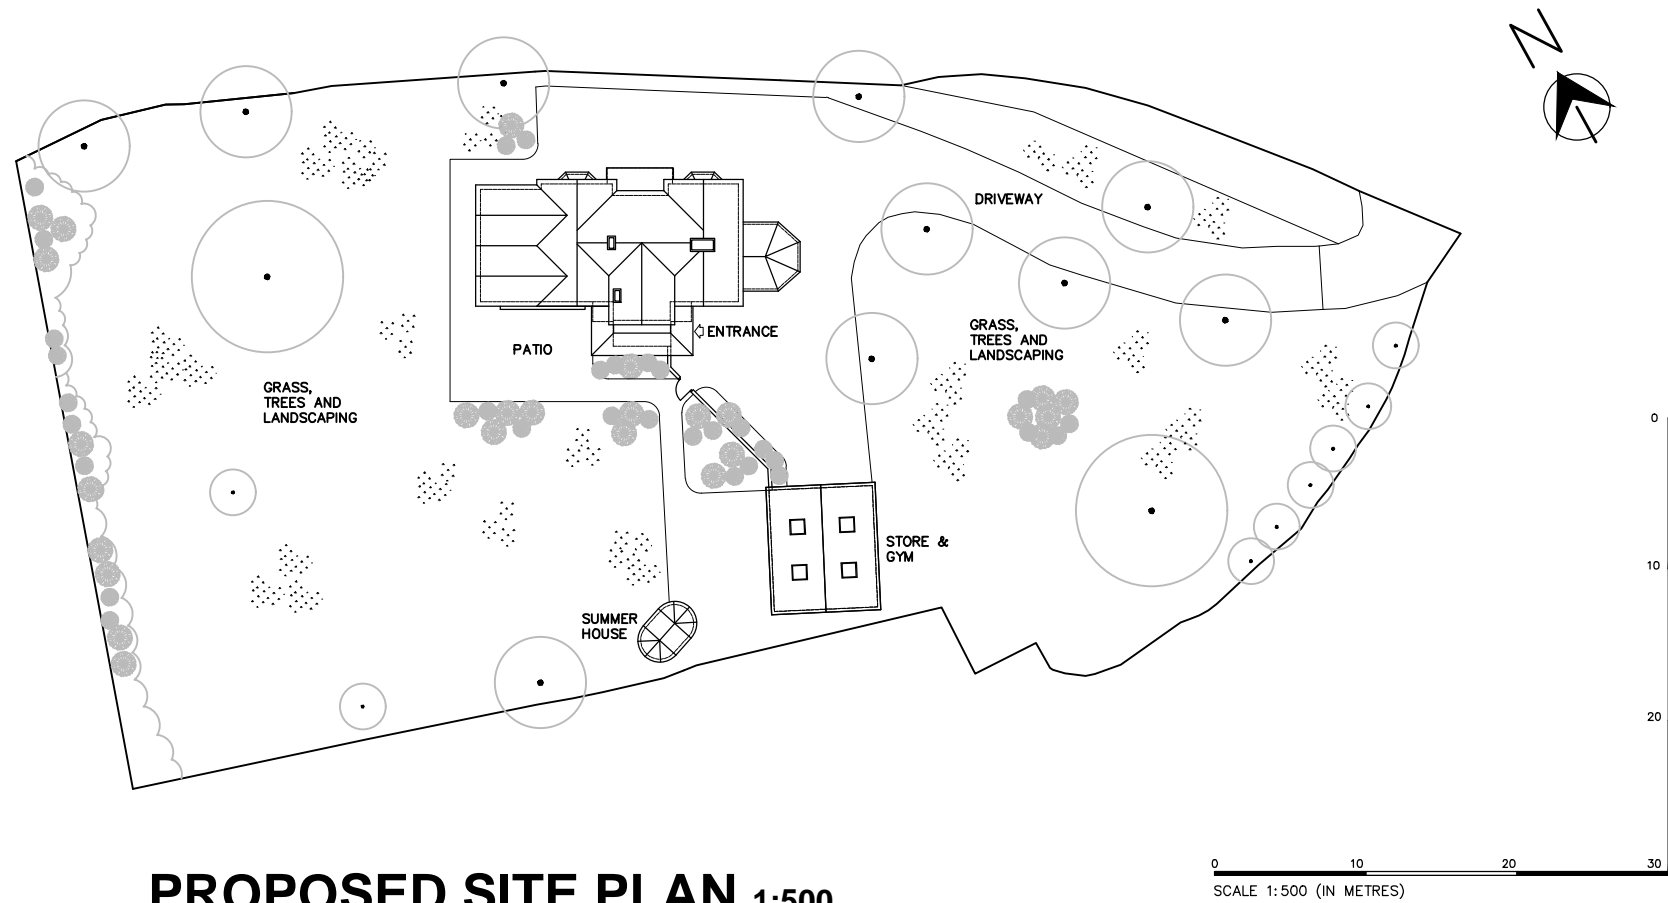 N
DRIVEWAY
ENTRANCE
PATIO
GRASS,
TREES AND
LANDSCAPING
GRASS,
TREES AND
LANDSCAPING
STORE &
GYM
SUMMER
HOUSE
0
10
20
0 10 20 30
SCALE 1:500 (IN METRES)
PROPOSED SITE PLAN 1:500